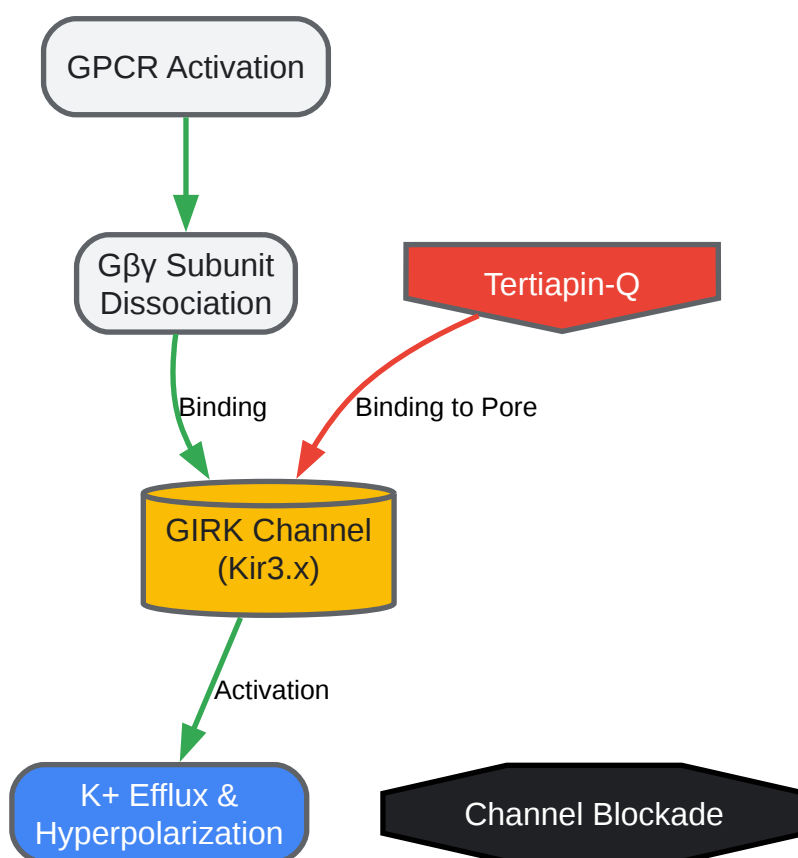 GPCR Activation
Gβγ Subunit
Dissociation
Tertiapin-Q
Binding
Binding to Pore
GIRK Channel
(Kir3.x)
Activation
K+ Efflux &
Hyperpolarization
Channel Blockade